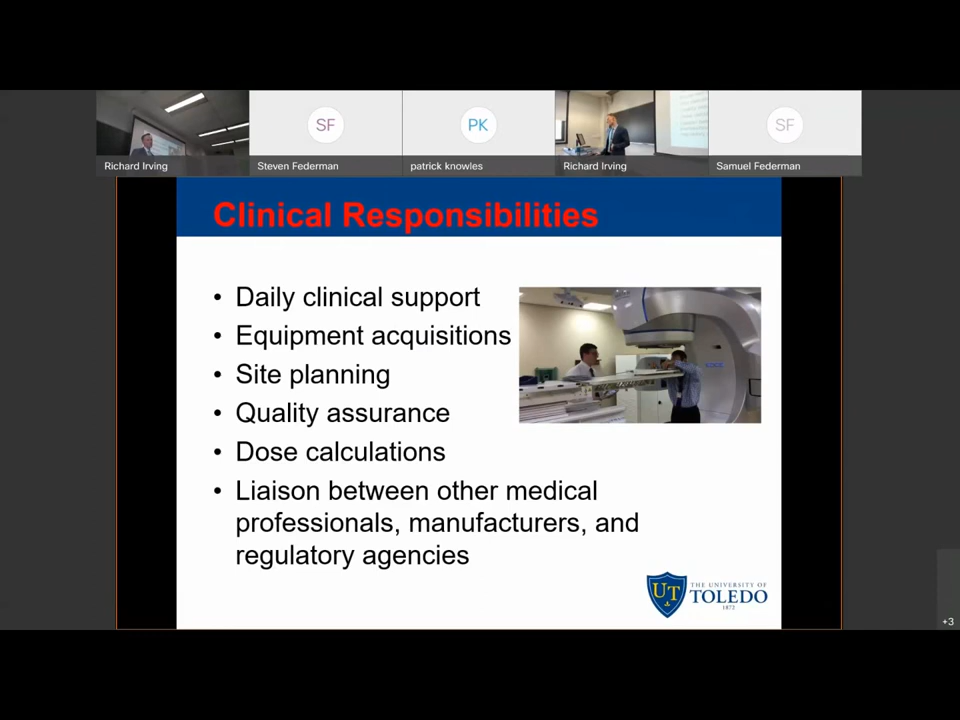 SF
PK
SF
Richard Irving
Steven Federman
patrick knowles
Richard Irving
Samuel Federman
Clinical Responsibilities
• Daily clinical support
• Equipment acquisitions
• Site planning
• Quality assurance
• Dose calculations
• Liaison between other medical
professionals, manufacturers, and
regulatory agencies
UT
THE UNIVERSITY OF
TOLEDO
1872
+3